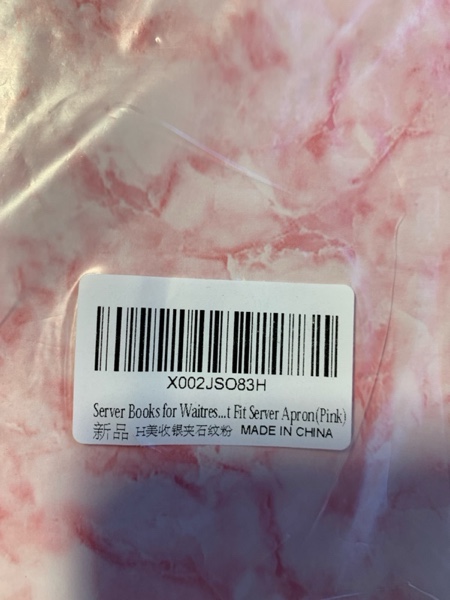 X002JSO83H
Server Books for Waitres...t Fit Server Apron(Pink)
新品 H美收银夹石纹粉 MADE IN CHINA